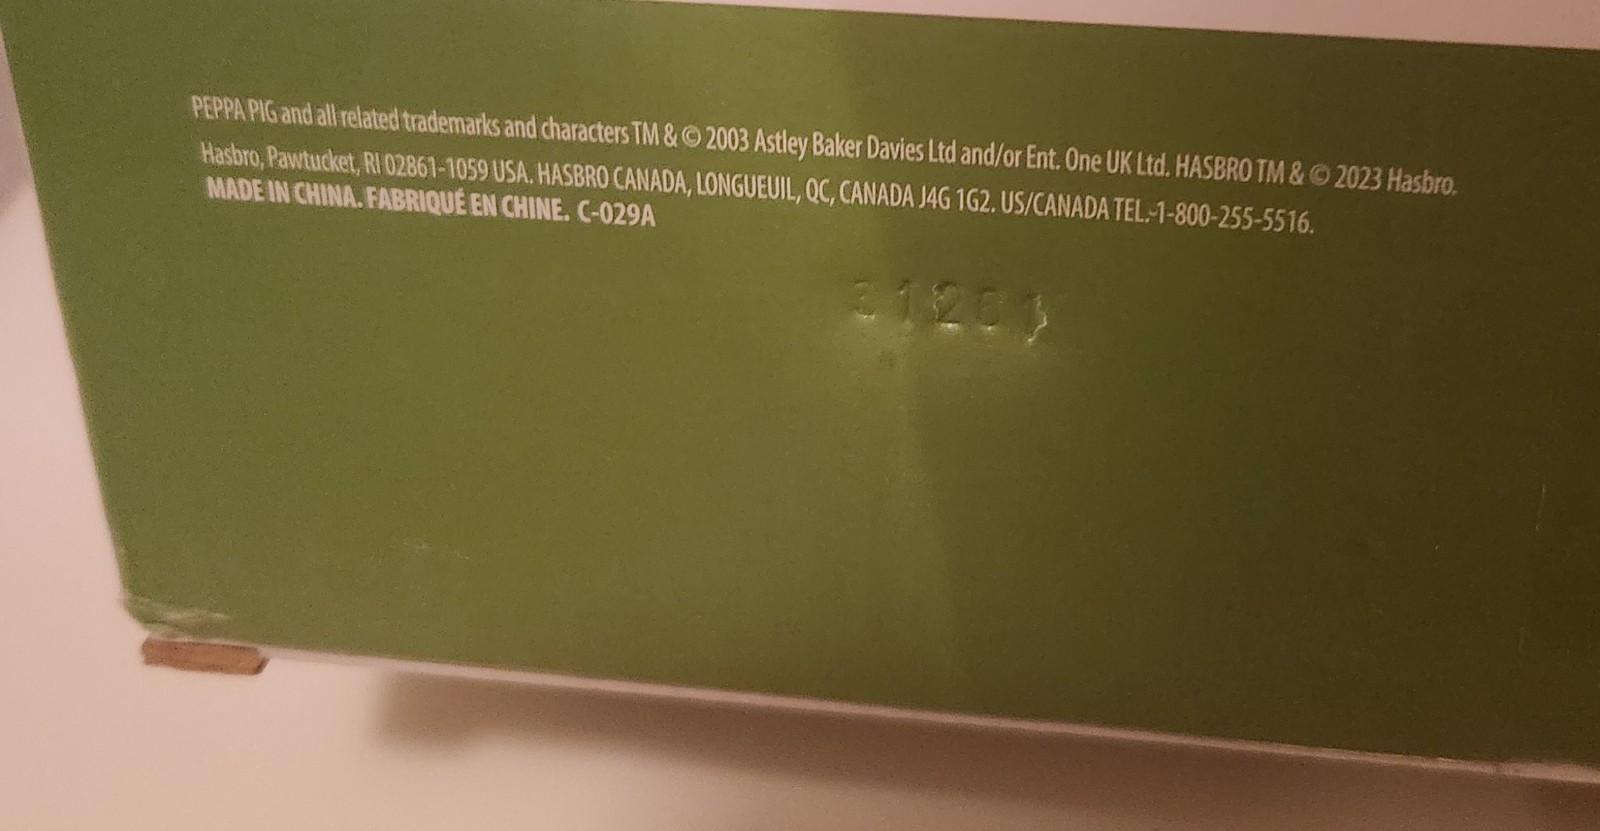 PEPPA PIG and all related trademarks and characters TM & © 2003 Astley Baker Davies Ltd and/or Ent. One UK Ltd. HASBRO TM & © 2023 Hasbro.
Hasbro, Pawtucket, RI 02861-1059 USA. HASBRO CANADA, LONGUEUIL, QC, CANADA J4G 1G2. US/CANADA TEL. 1-800-255-5516.
MADE IN CHINA. FABRIQUÉ EN CHINE. C-029A